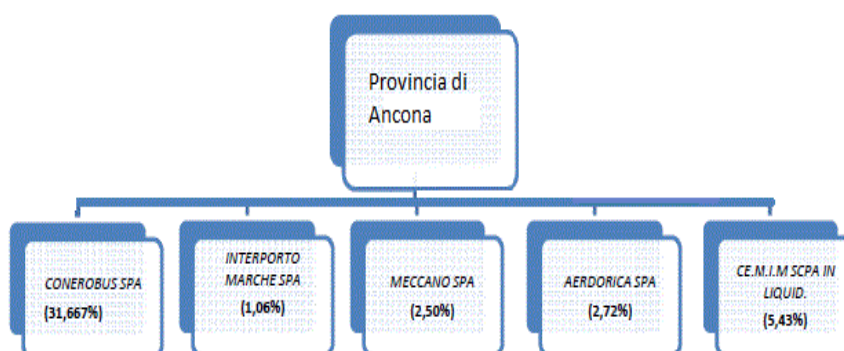 Provincia di
Ancona
CONEROBUS SPA
(31,667%)
INTERPORTO
MARCHE SPA
(1,06%)
MECCANO SPA
(2,50%)
AERDORICA SPA
(2,72%)
CE.M.I.M SCPA IN
LIQUID.
(5,43%)